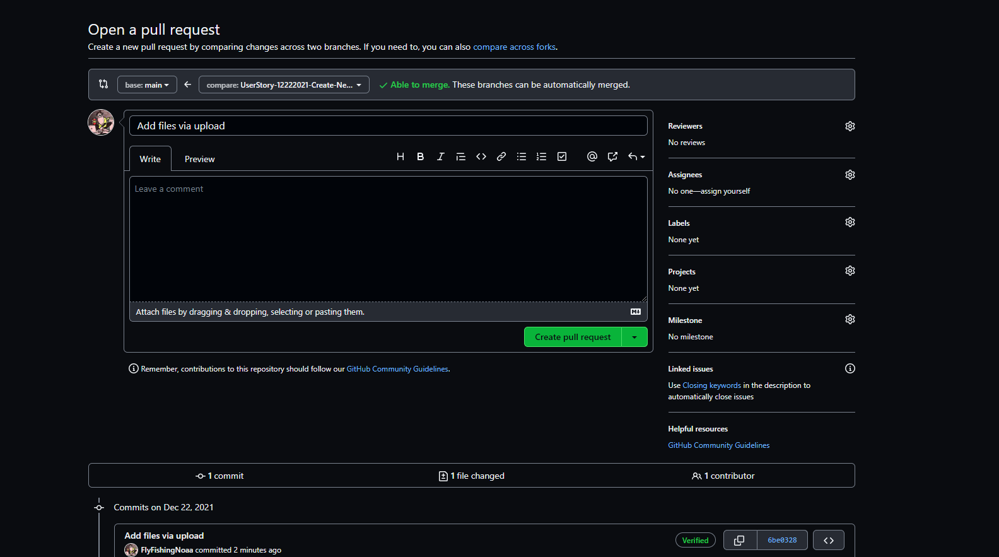 Open a pull request
Create a new pull request by comparing changes across two branches. If you need to, you can also compare across forks.
base: main
compare: UserStory-12222021-Create-Ne...
Able to merge. These branches can be automatically merged.
Add files via upload
Write
Preview
H B I
Leave a comment
Attach files by dragging & dropping, selecting or pasting them.
Create pull request
Remember, contributions to this repository should follow our GitHub Community Guidelines.
Reviewers
No reviews
Assignees
No one—assign yourself
Labels
None yet
Projects
None yet
Milestone
No milestone
Linked issues
Use Closing keywords in the description to
automatically close issues
Helpful resources
GitHub Community Guidelines
1 commit
1 file changed
1 contributor
Commits on Dec 22, 2021
Add files via upload
FlyFishingNoaa committed 2 minutes ago
Verified
6be0328